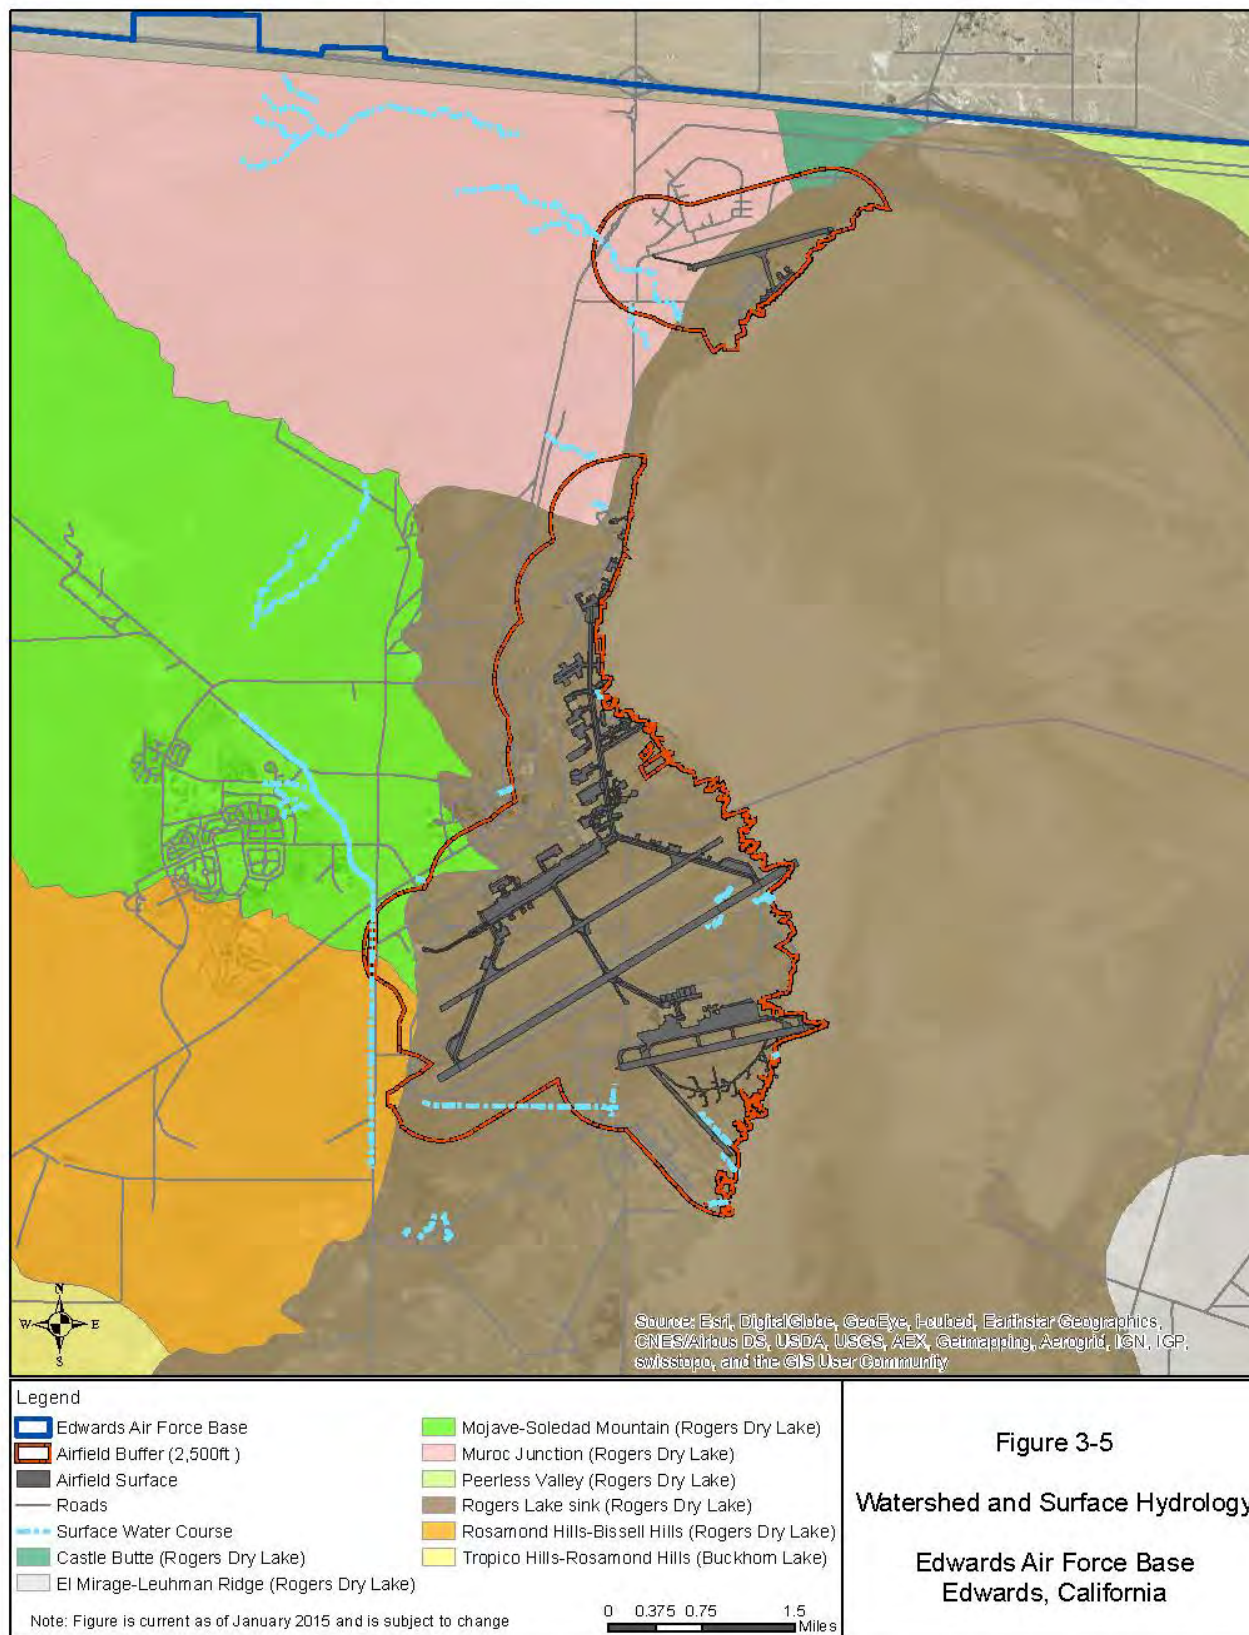 N
W E
S
Source: Esri, DigitalGlobe, GeoEye, i-cubed, Earthstar Geographics,
CNES/Airbus DS, USDA, USGS, AEX, Getmapping, Aerogrid, IGN, IGP,
swisstopo, and the GIS User Community
Legend
Edwards Air Force Base
Airfield Buffer (2,500ft )
Airfield Surface
Roads
Surface Water Course
Castle Butte (Rogers Dry Lake)
El Mirage-Leuhman Ridge (Rogers Dry Lake)
Mojave-Soledad Mountain (Rogers Dry Lake)
Muroc Junction (Rogers Dry Lake)
Peerless Valley (Rogers Dry Lake)
Rogers Lake sink (Rogers Dry Lake)
Rosamond Hills-Bissell Hills (Rogers Dry Lake)
Tropico Hills-Rosamond Hills (Buckhorn Lake)
Note: Figure is current as of January 2015 and is subject to change
0 0.375 0.75 1.5
Miles
Figure 3-5
Watershed and Surface Hydrology
Edwards Air Force Base
Edwards, California